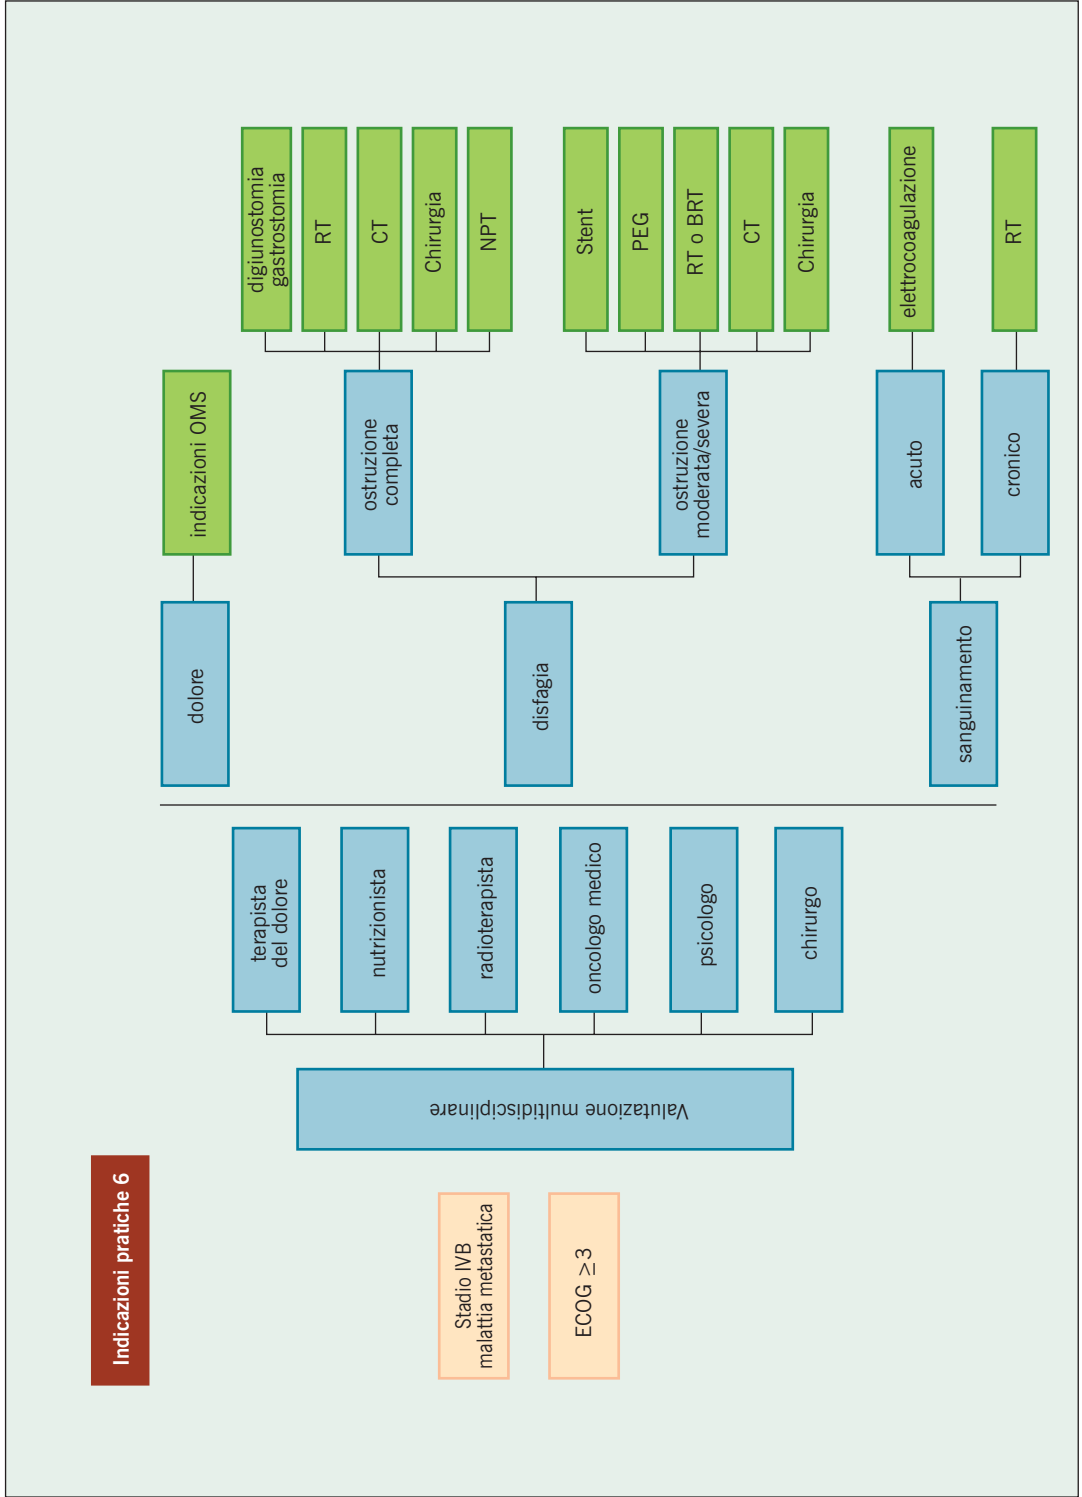 Indicazioni pratiche 6
Stadio IVB
malattia metastatica
ECOG ≥3
Valutazione multidisciplinare
terapista
del dolore
nutrizionista
radioterapista
oncologo medico
psicologo
chirurgo
dolore
indicazioni OMS
disfagia
ostruzione
completa
digiunostomia
gastrostomia
RT
CT
Chirurgia
NPT
ostruzione
moderata/severa
Stent
PEG
RT o BRT
CT
Chirurgia
sanguinamento
acuto
elettrocoagulazione
cronico
RT